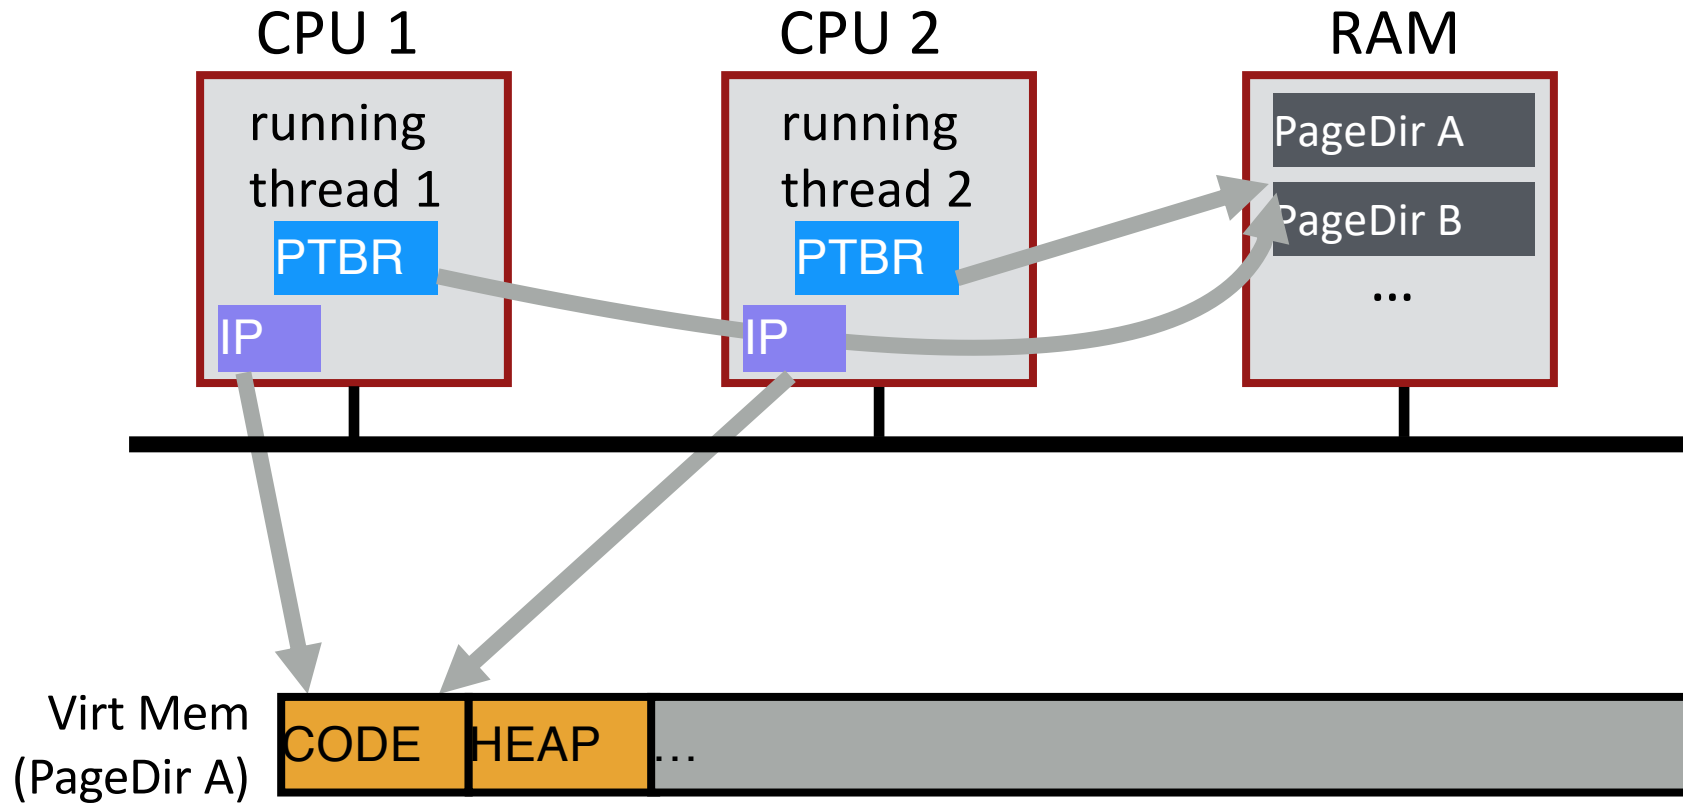 CPU 1
CPU 2
RAM
running
thread 1
PTBR
IP
running
thread 2
PTBR
IP
PageDir A
PageDir B
...
Virt Mem
(PageDir A)
CODE
HEAP
...